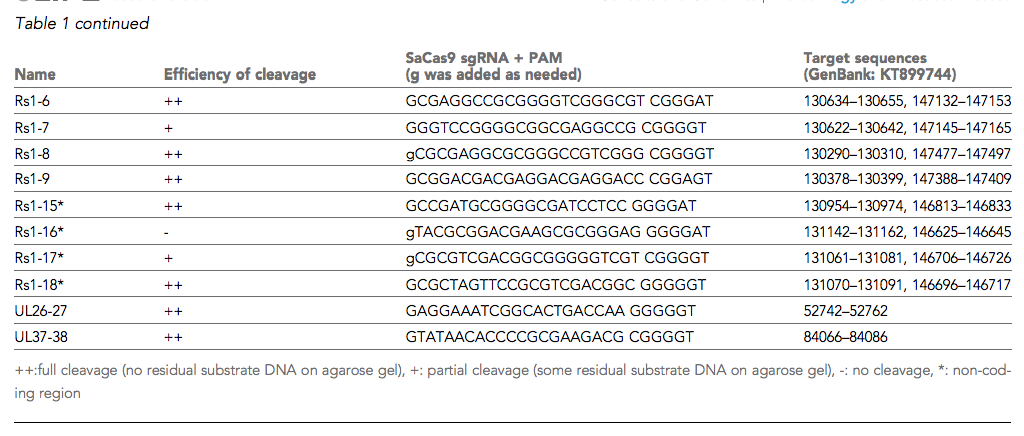 Table 1 continued
Name Efficiency of cleavage SaCas9 sgRNA + PAM (g was added as needed) Target sequences (GenBank: KT899744)
Rs1-6 ++ GCGAGGCCGCGGGGTCGGGCGT CGGGAT 130634–130655, 147132–147153
Rs1-7 + GGGTCCGGGGCGGCGAGGCCG CGGGGT 130622–130642, 147145–147165
Rs1-8 ++ gCGCGAGGCGCGGGCCGTCGGG CGGGGT 130290–130310, 147477–147497
Rs1-9 ++ GCGGACGACGAGGACGAGGACC CGGAGT 130378–130399, 147388–147409
Rs1-15* ++ GCCGATGCGGGGCGATCCTCC GGGGAT 130954–130974, 146813–146833
Rs1-16* - gTACGCGGACGAAGCGCGGGAG GGGGAT 131142–131162, 146625–146645
Rs1-17* + gCGCGTCGACGGCGGGGGTCGT CGGGGT 131061–131081, 146706–146726
Rs1-18* ++ GCGCTAGTTCCGCGTCGACGGC GGGGGT 131070–131091, 146696–146717
UL26-27 ++ GAGGAAATCGGCACTGACCAA GGGGGT 52742–52762
UL37-38 ++ GTATAACACCCCGCGAAGACG CGGGGT 84066–84086
++:full cleavage (no residual substrate DNA on agarose gel), +: partial cleavage (some residual substrate DNA on agarose gel), -: no cleavage, *: non-cod-
ing region